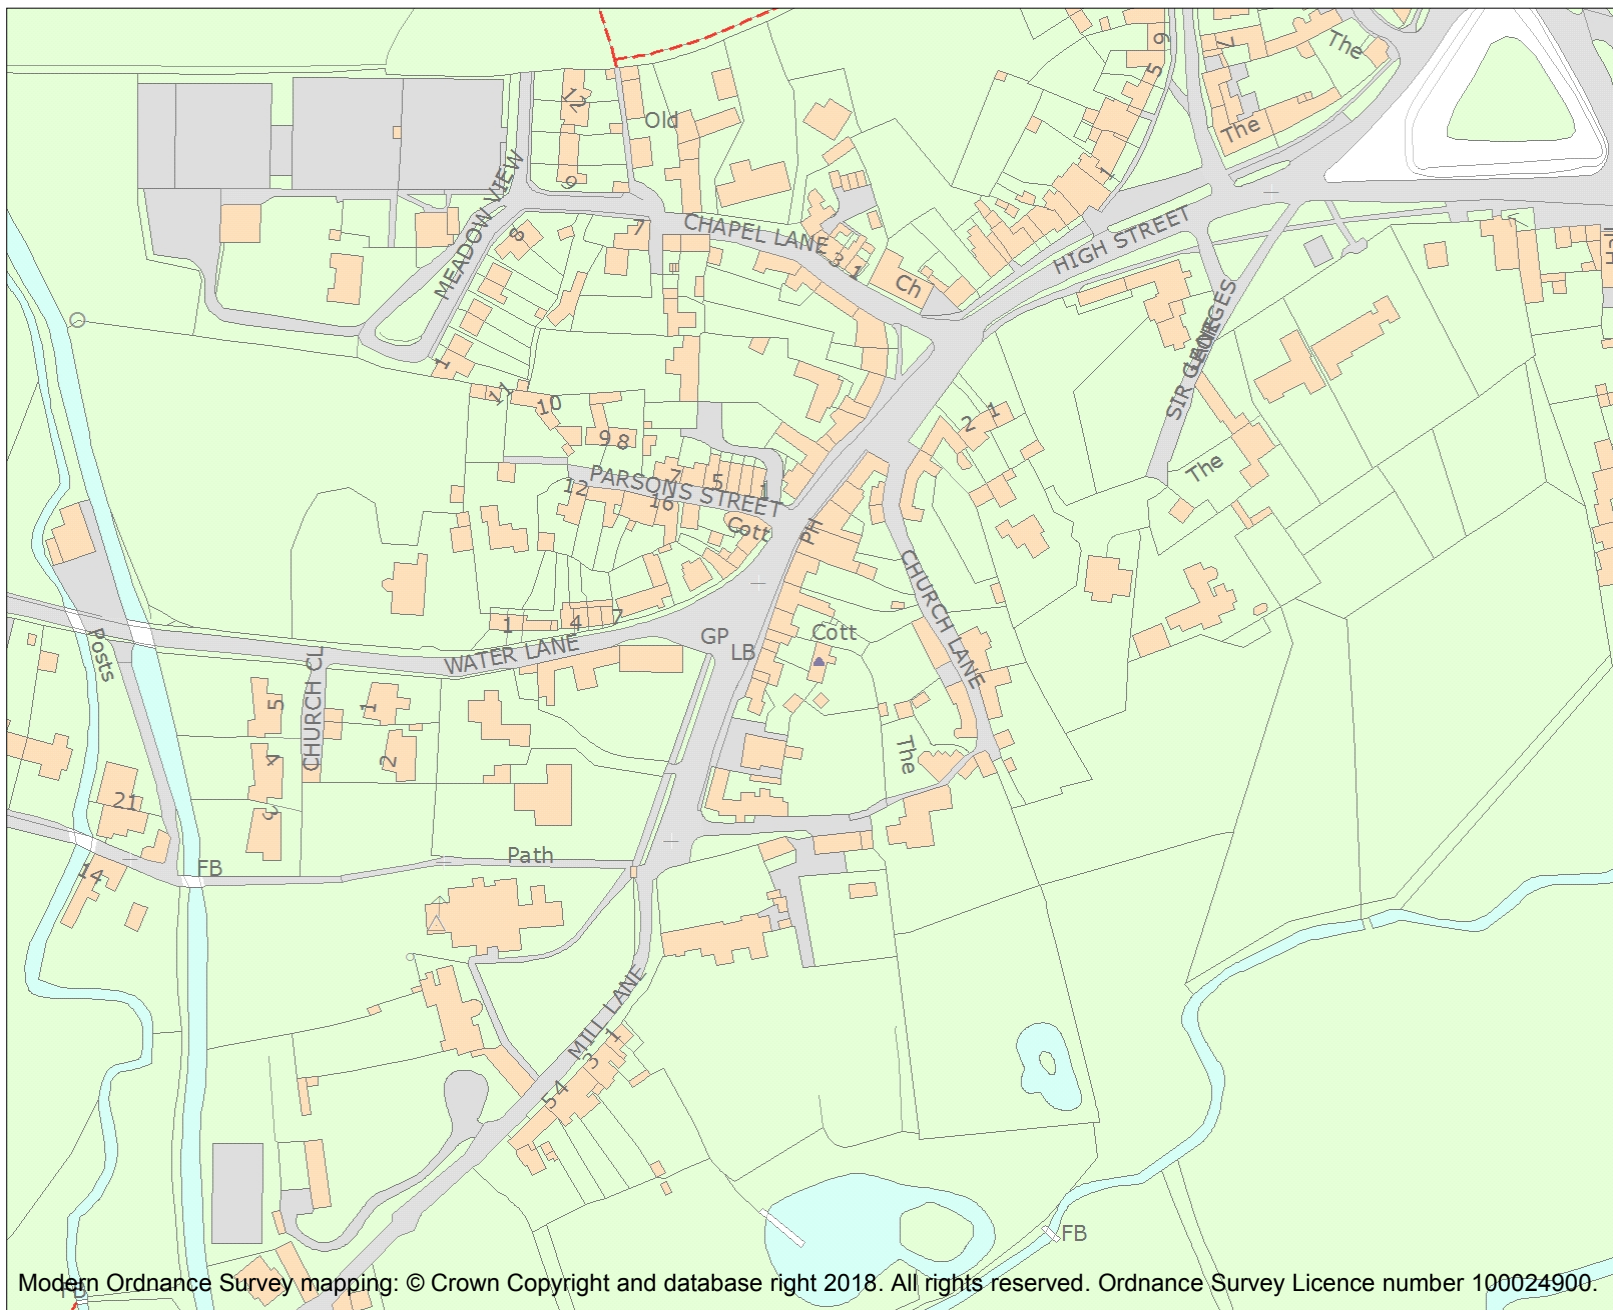 The
7
6
5
12
Old
The
1
MEADOW VIEW
9
7
8
CHAPEL LANE
3
1
Ch
HIGH STREET
SIR GEORGES LANE
1
11
10
9 8
2 1
7
5
1
PARSONS STREET
12
16
Cott
PH
The
CHURCH LANE
1
4
7
GP
LB
Cott
WATER LANE
Posts
CHURCH CL
5
1
4
2
3
The
21
14
FB
Path
MILL LANE
1
3
4
5
FB
Modern Ordnance Survey mapping: © Crown Copyright and database right 2018. All rights reserved. Ordnance Survey Licence number 100024900.